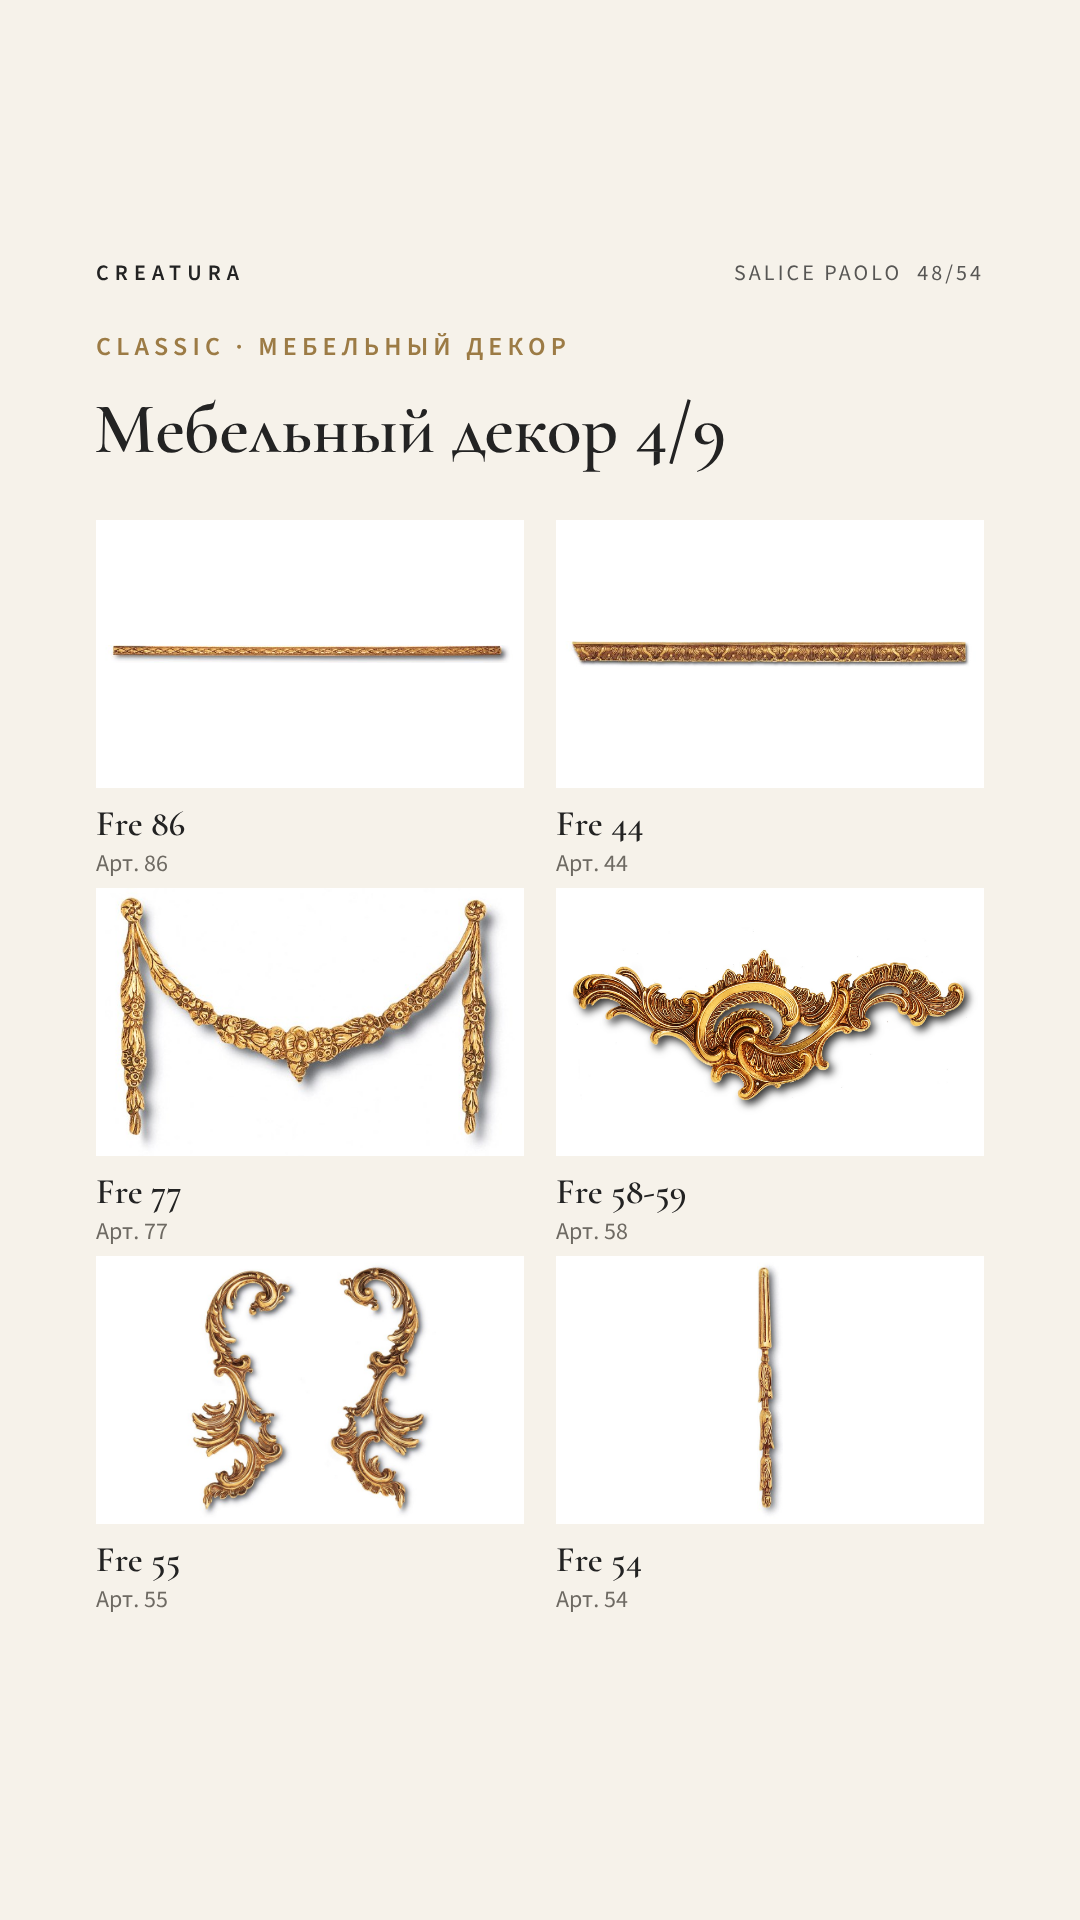 CREATURA
SALICE PAOLO 48/54
CLASSIC · МЕБЕЛЬНЫЙ ДЕКОР
Мебельный декор 4/9
Fre 86
Арт. 86
Fre 44
Арт. 44
Fre 77
Арт. 77
Fre 58-59
Арт. 58
Fre 55
Арт. 55
Fre 54
Арт. 54